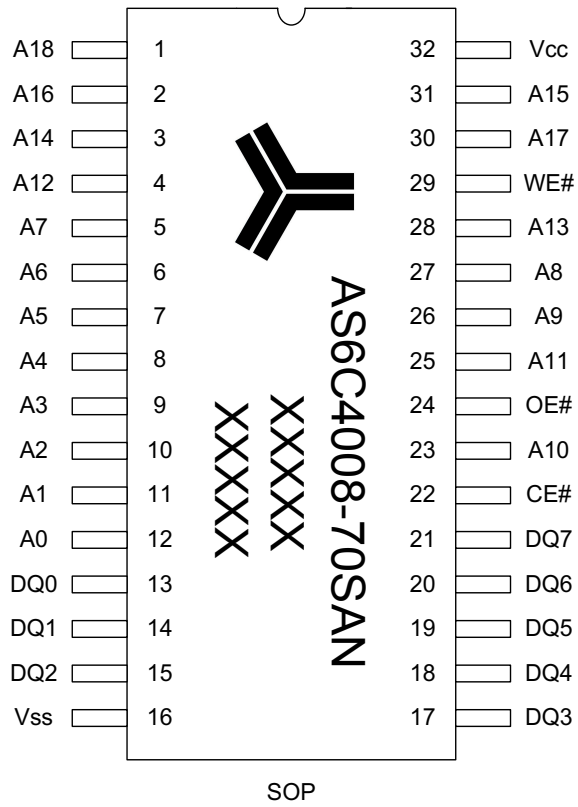 A18 1 32 Vcc
A16 2 31 A15
A14 3 30 A17
A12 4 29 WE#
A7 5 28 A13
A6 6 27 A8
A5 7 26 A9
A4 8 25 A11
A3 9 24 OE#
A2 10 23 A10
A1 11 22 CE#
A0 12 21 DQ7
DQ0 13 20 DQ6
DQ1 14 19 DQ5
DQ2 15 18 DQ4
Vss 16 17 DQ3
AS6C4008-70SAN
XXXXX
XXXXX
SOP